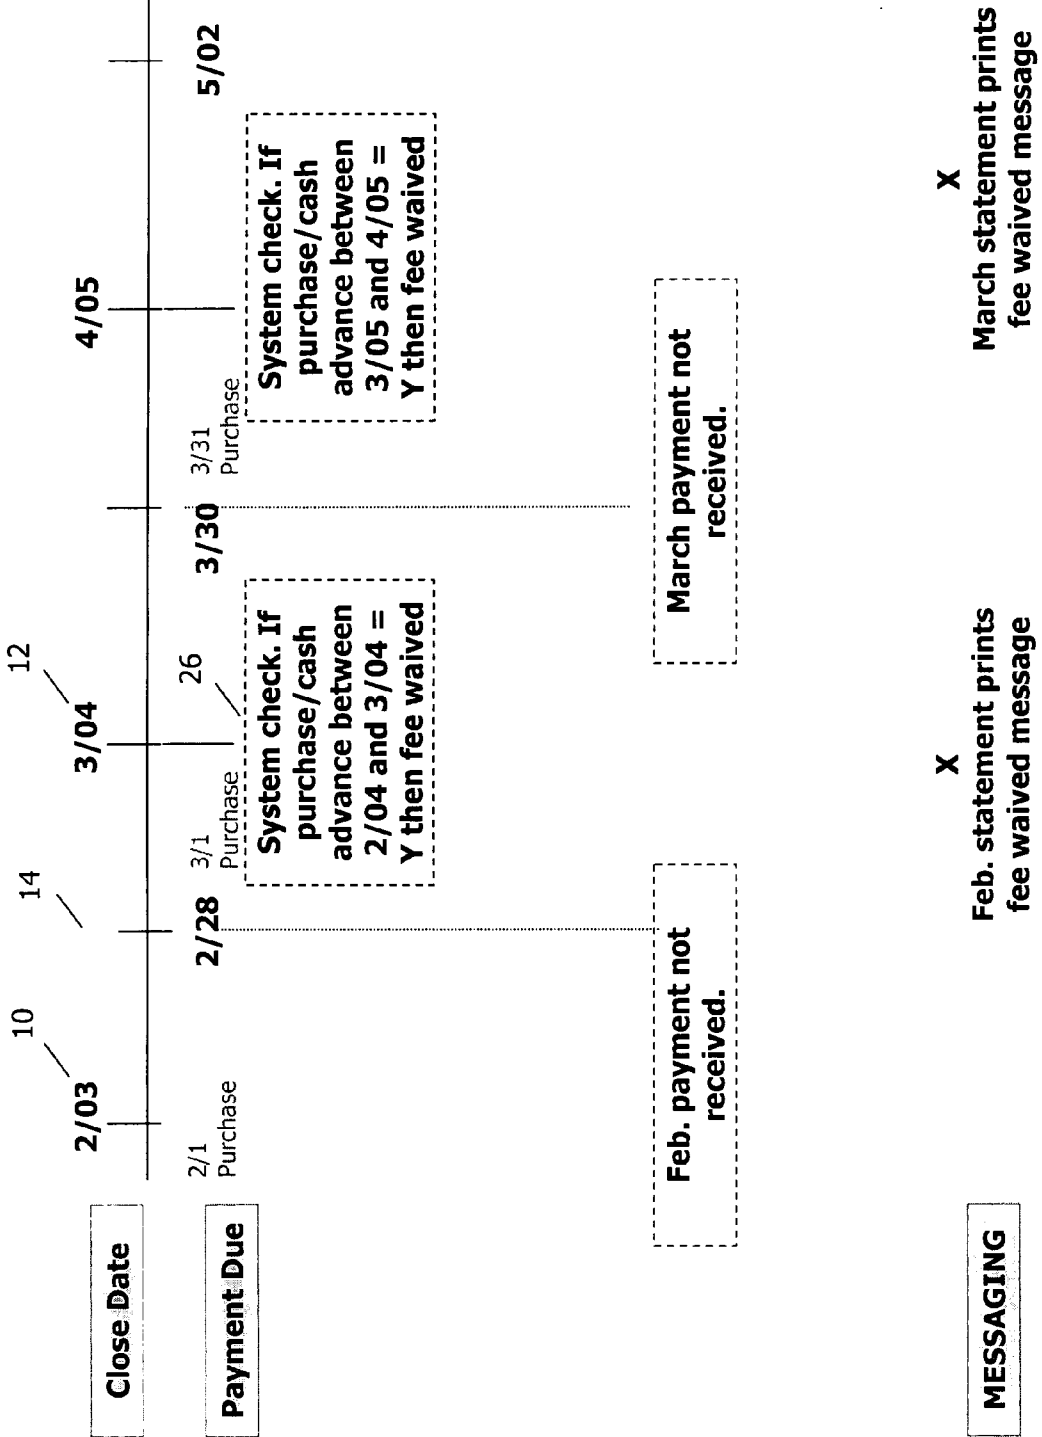 10
12
14
26
Close Date
2/03
3/04
4/05
Payment Due
2/1
Purchase
2/28
3/1
Purchase
3/30
3/31
Purchase
5/02
System check. If
purchase/cash
advance between
2/04 and 3/04 =
Y then fee waived
System check. If
purchase/cash
advance between
3/05 and 4/05 =
Y then fee waived
Feb. payment not
received.
March payment not
received.
MESSAGING
X
Feb. statement prints
fee waived message
X
March statement prints
fee waived message